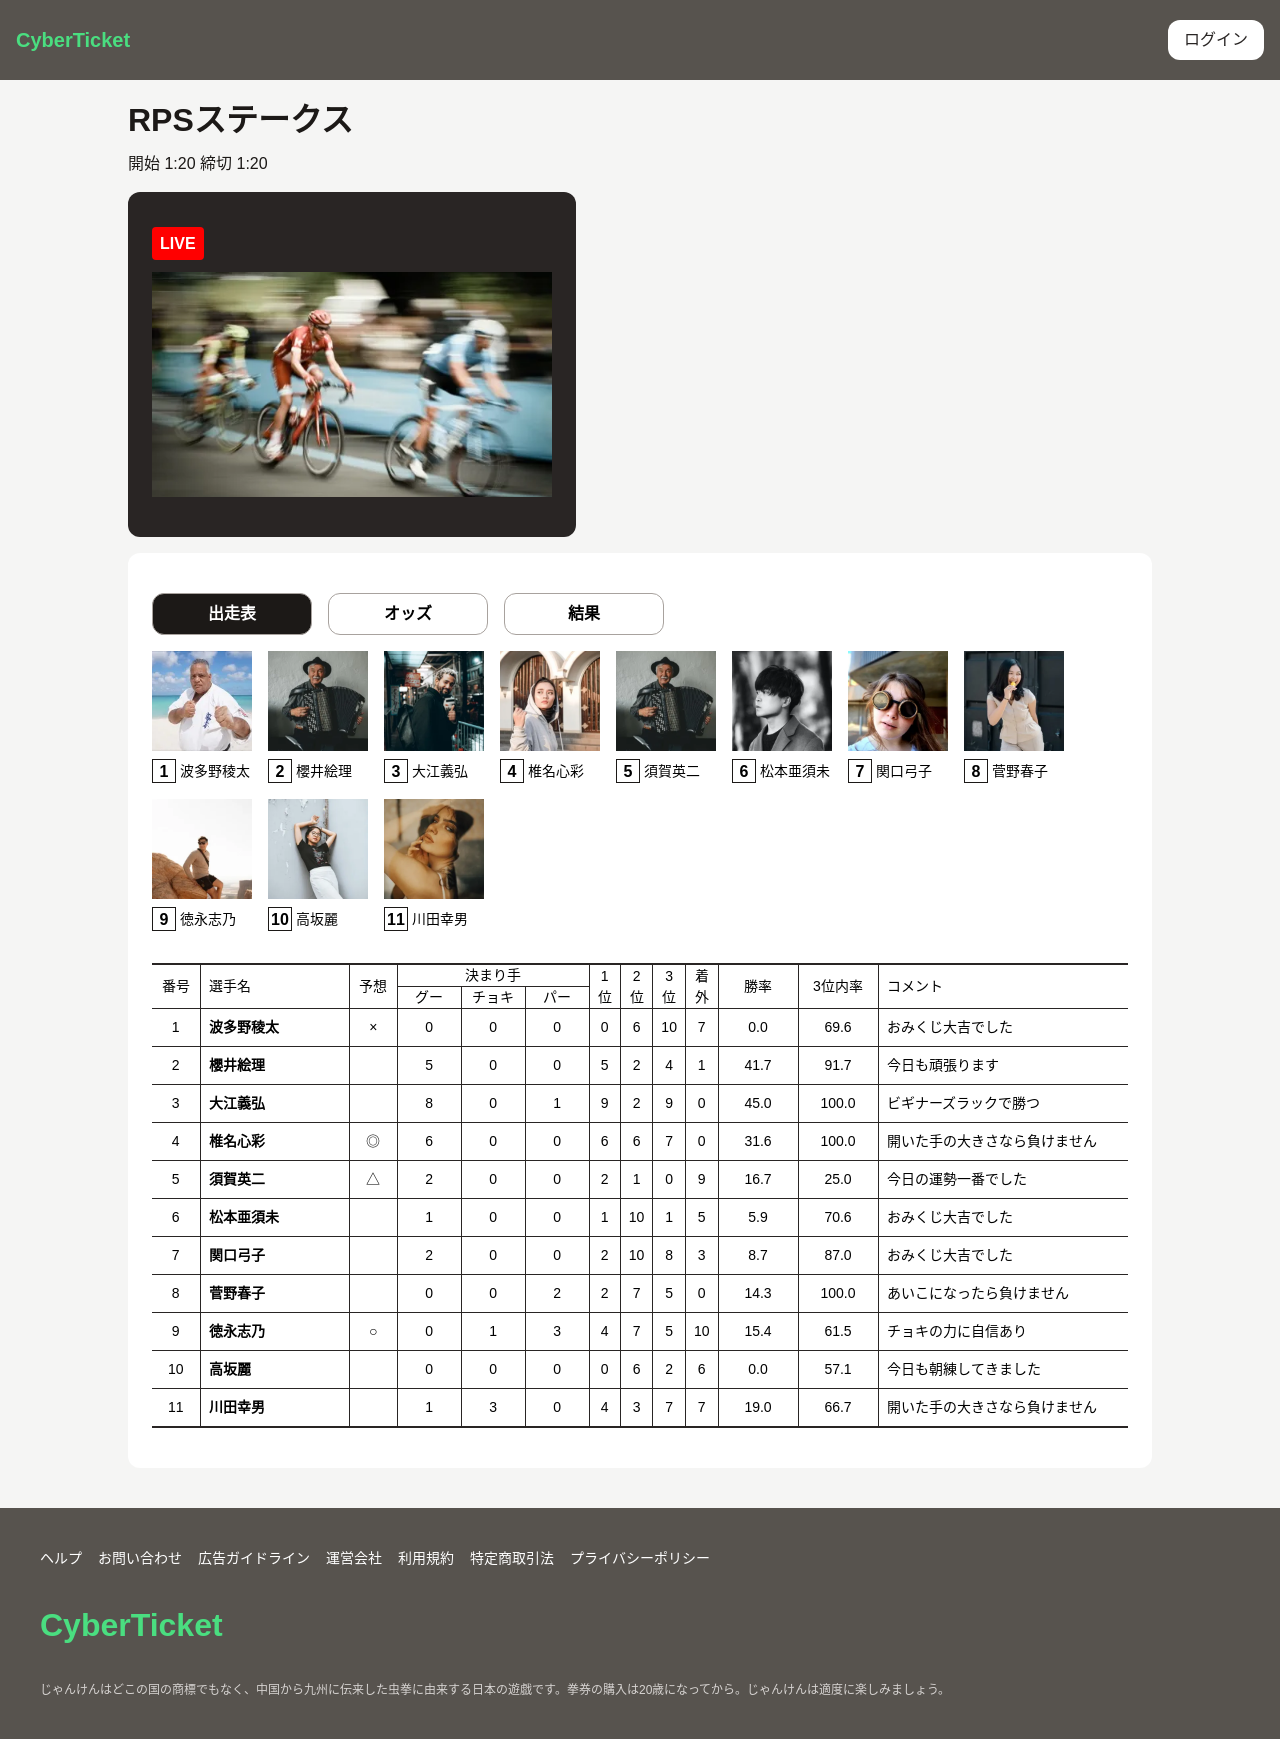 CyberTicket
ログイン
RPSステークス
開始 1:20 締切 1:20
LIVE
出走表 オッズ 結果
1 波多野稜太 2 櫻井絵理 3 大江義弘 4 椎名心彩 5 須賀英二 6 松本亜須未 7 関口弓子 8 菅野春子
9 徳永志乃 10 高坂麗 11 川田幸男
番号 選手名 予想 決まり手 グー チョキ パー 1位 2位 3位 着外 勝率 3位内率 コメント
1 波多野稜太 × 0 0 0 0 6 10 7 0.0 69.6 おみくじ大吉でした
2 櫻井絵理 5 0 0 5 2 4 1 41.7 91.7 今日も頑張ります
3 大江義弘 8 0 1 9 2 9 0 45.0 100.0 ビギナーズラックで勝つ
4 椎名心彩 ◎ 6 0 0 6 6 7 0 31.6 100.0 開いた手の大きさなら負けません
5 須賀英二 △ 2 0 0 2 1 0 9 16.7 25.0 今日の運勢一番でした
6 松本亜須未 1 0 0 1 10 1 5 5.9 70.6 おみくじ大吉でした
7 関口弓子 2 0 0 2 10 8 3 8.7 87.0 おみくじ大吉でした
8 菅野春子 0 0 2 2 7 5 0 14.3 100.0 あいこになったら負けません
9 徳永志乃 ○ 0 1 3 4 7 5 10 15.4 61.5 チョキの力に自信あり
10 高坂麗 0 0 0 0 6 2 6 0.0 57.1 今日も朝練してきました
11 川田幸男 1 3 0 4 3 7 7 19.0 66.7 開いた手の大きさなら負けません
ヘルプ お問い合わせ 広告ガイドライン 運営会社 利用規約 特定商取引法 プライバシーポリシー
CyberTicket
じゃんけんはどこの国の商標でもなく、中国から九州に伝来した虫拳に由来する日本の遊戯です。拳券の購入は20歳になってから。じゃんけんは適度に楽しみましょう。